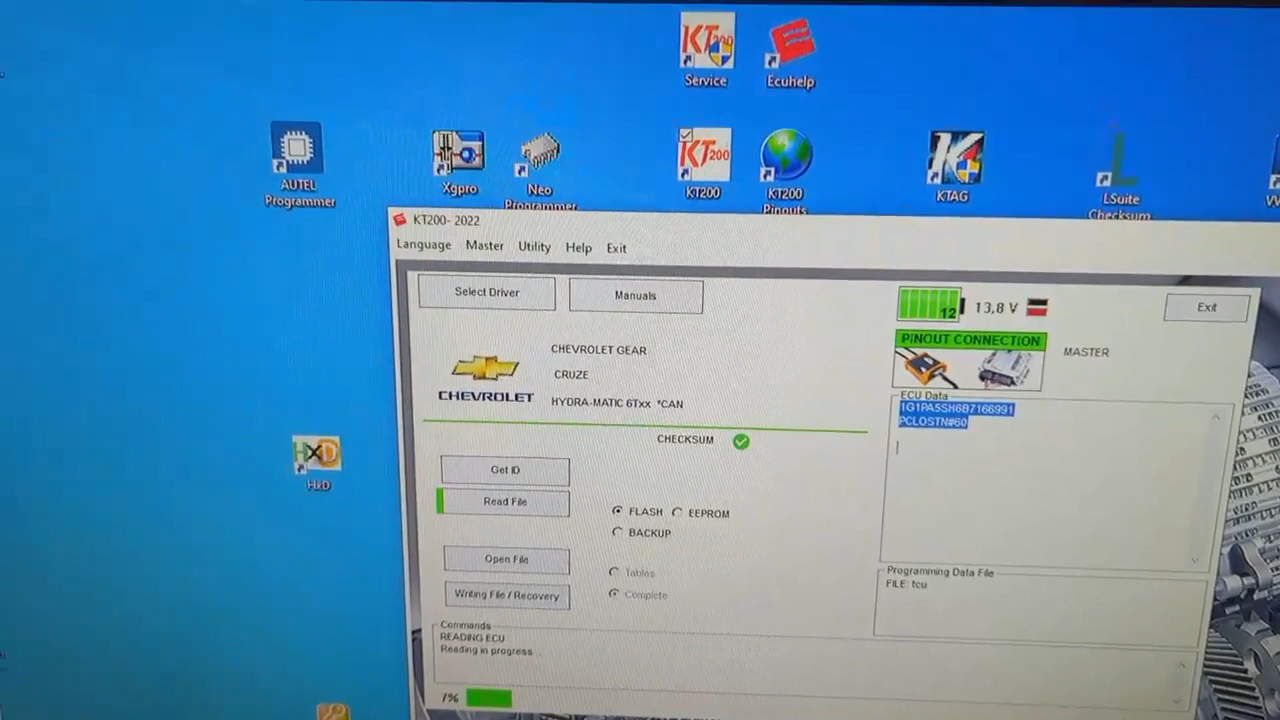 KT200
Service
Ecuhelp
AUTEL
Programmer
Xgpro
Neo
Programmer
KT200
KT200
KT200
Pinouts
KTAG
LSuite
Checksum
KT200- 2022
Language Master Utility Help Exit
Select Driver
Manuals
12
13,8 V
Exit
CHEVROLET GEAR
CRUZE
HYDRA-MATIC 6Txx *CAN
CHEVROLET
PINOUT CONNECTION
MASTER
ECU Data
1G1PA5SH6B7166991
PCLOSTN#60
CHECKSUM
Get ID
Read File
FLASH EEPROM
BACKUP
HxD
HxD
Open File
Tables
Writing File / Recovery
Complete
Programming Data File
FILE: tcu
Commands
READING ECU
Reading in progress
7%